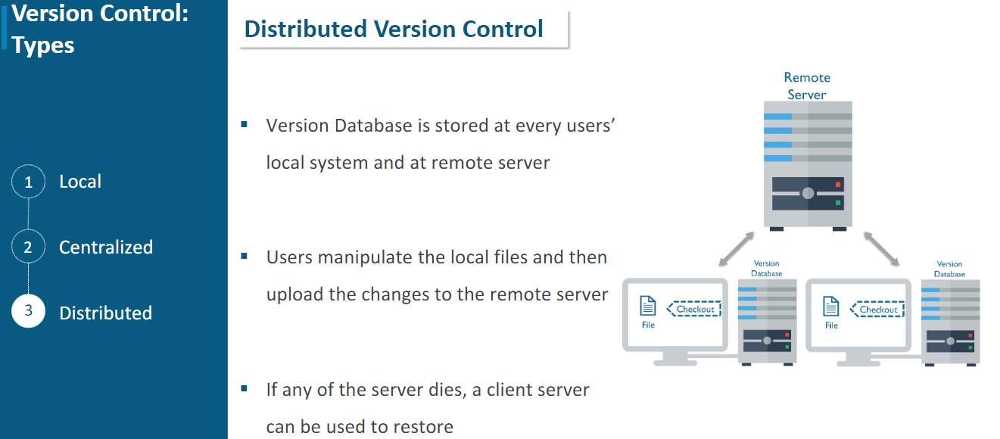 Version Control:
Types
1 Local
2 Centralized
3 Distributed
Distributed Version Control
▪ Version Database is stored at every users’
local system and at remote server
▪ Users manipulate the local files and then
upload the changes to the remote server
▪ If any of the server dies, a client server
can be used to restore
Remote
Server
Version
Database
File
Checkout
Version
Database
File
Checkout